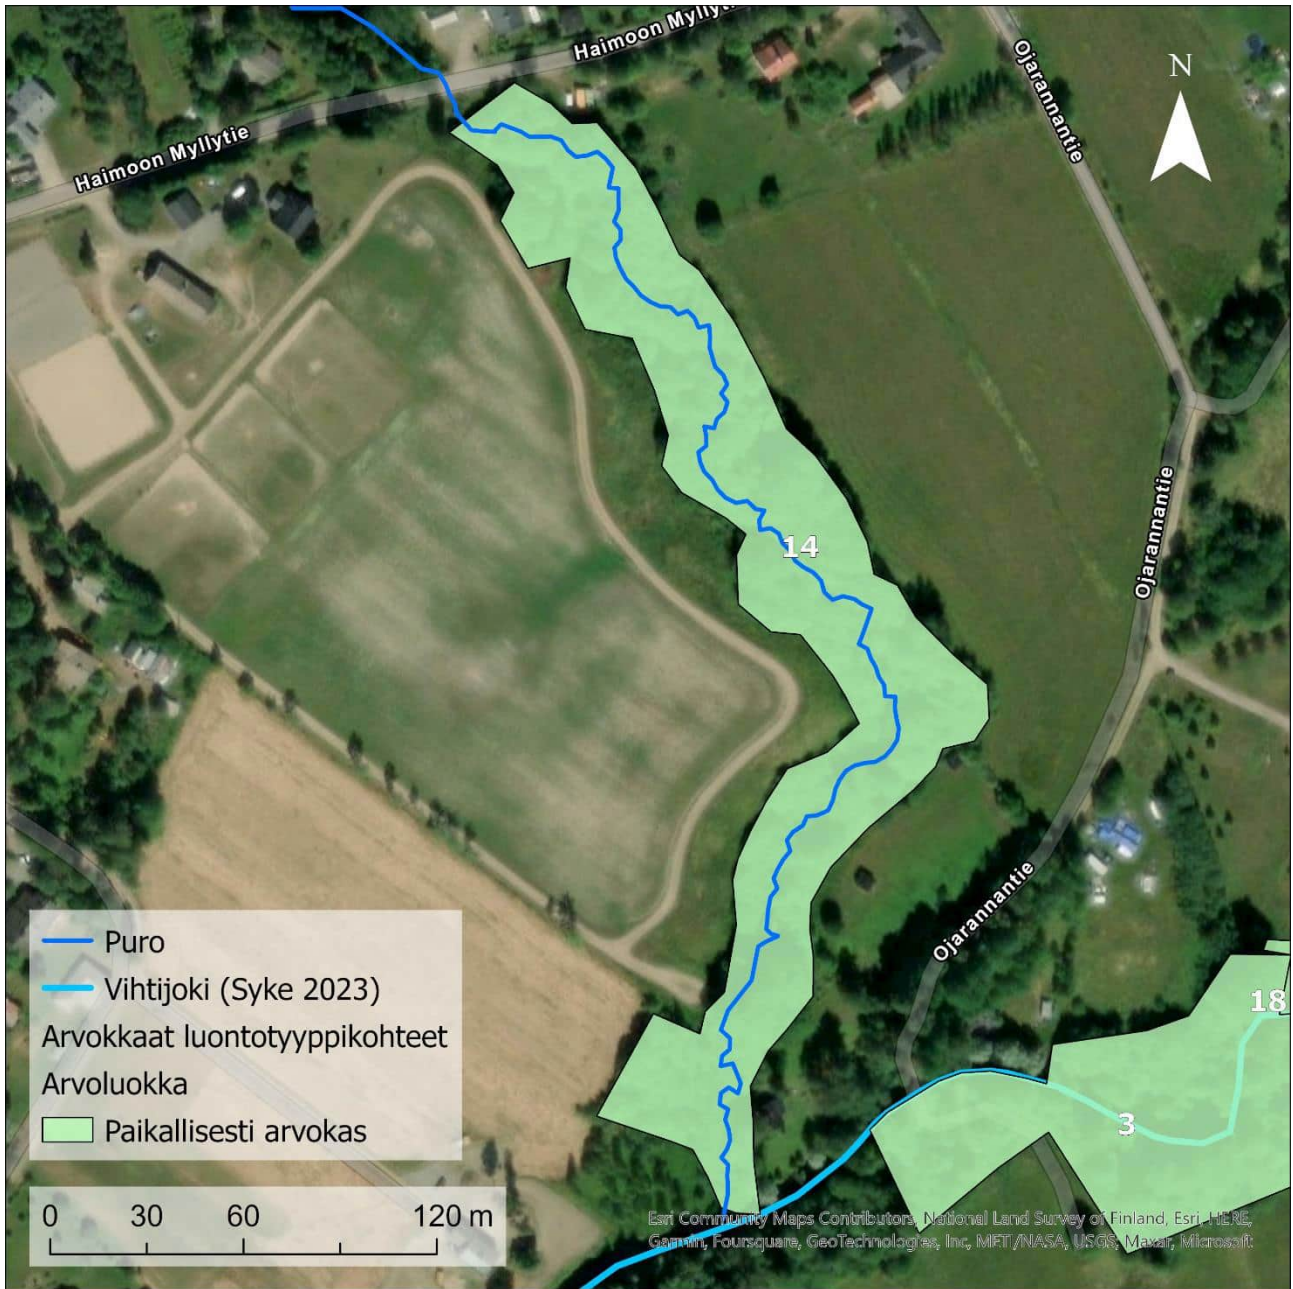 Haimoon Myllytie
Ojarannantie
N
Haimoon Myllytie
Ojarannantie
14
Ojarannantie
18
3
Puro
Vihtijoki (Syke 2023)
Arvokkaat luontotyyppikohteet
Arvoluokka
Paikallisesti arvokas
0 30 60 120 m
Esri Community Maps Contributors, National Land Survey of Finland, Esri, HERE,
Garmin, Foursquare, GeoTechnologies, Inc, METI/NASA, USGS, Maxar, Microsoft